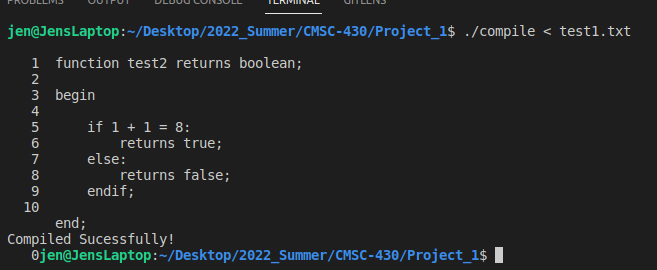 PROBLEMS OUTPUT DEBUG CONSOLE TERMINAL GITLENS
jen@JensLaptop:~/Desktop/2022_Summer/CMSC-430/Project_1$ ./compile < test1.txt
1 function test2 returns boolean;
2
3 begin
4
5 if 1 + 1 = 8:
6 returns true;
7 else:
8 returns false;
9 endif;
10
end;
Compiled Sucessfully!
0jen@JensLaptop:~/Desktop/2022_Summer/CMSC-430/Project_1$